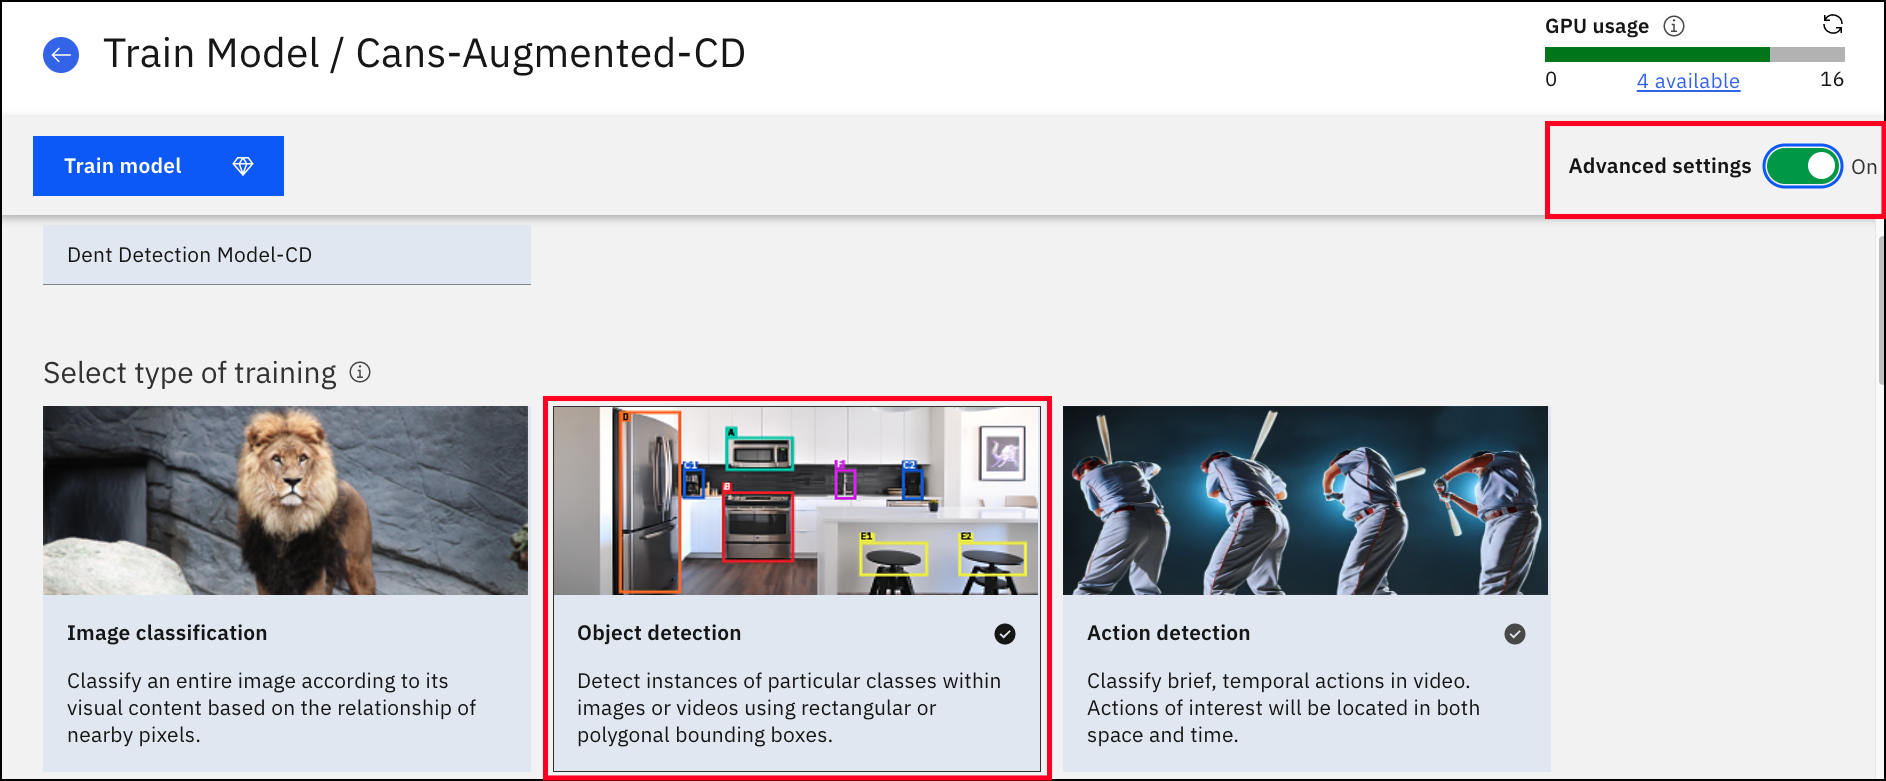 Train Model / Cans-Augmented-CD
GPU usage
0
4 available
16
Train model
Advanced settings
On
Dent Detection Model-CD
Select type of training
D
A
C1
B
C2
E1
E2
Image classification
Classify an entire image according to its
visual content based on the relationship of
nearby pixels.
Object detection
Detect instances of particular classes within
images or videos using rectangular or
polygonal bounding boxes.
Action detection
Classify brief, temporal actions in video.
Actions of interest will be located in both
space and time.